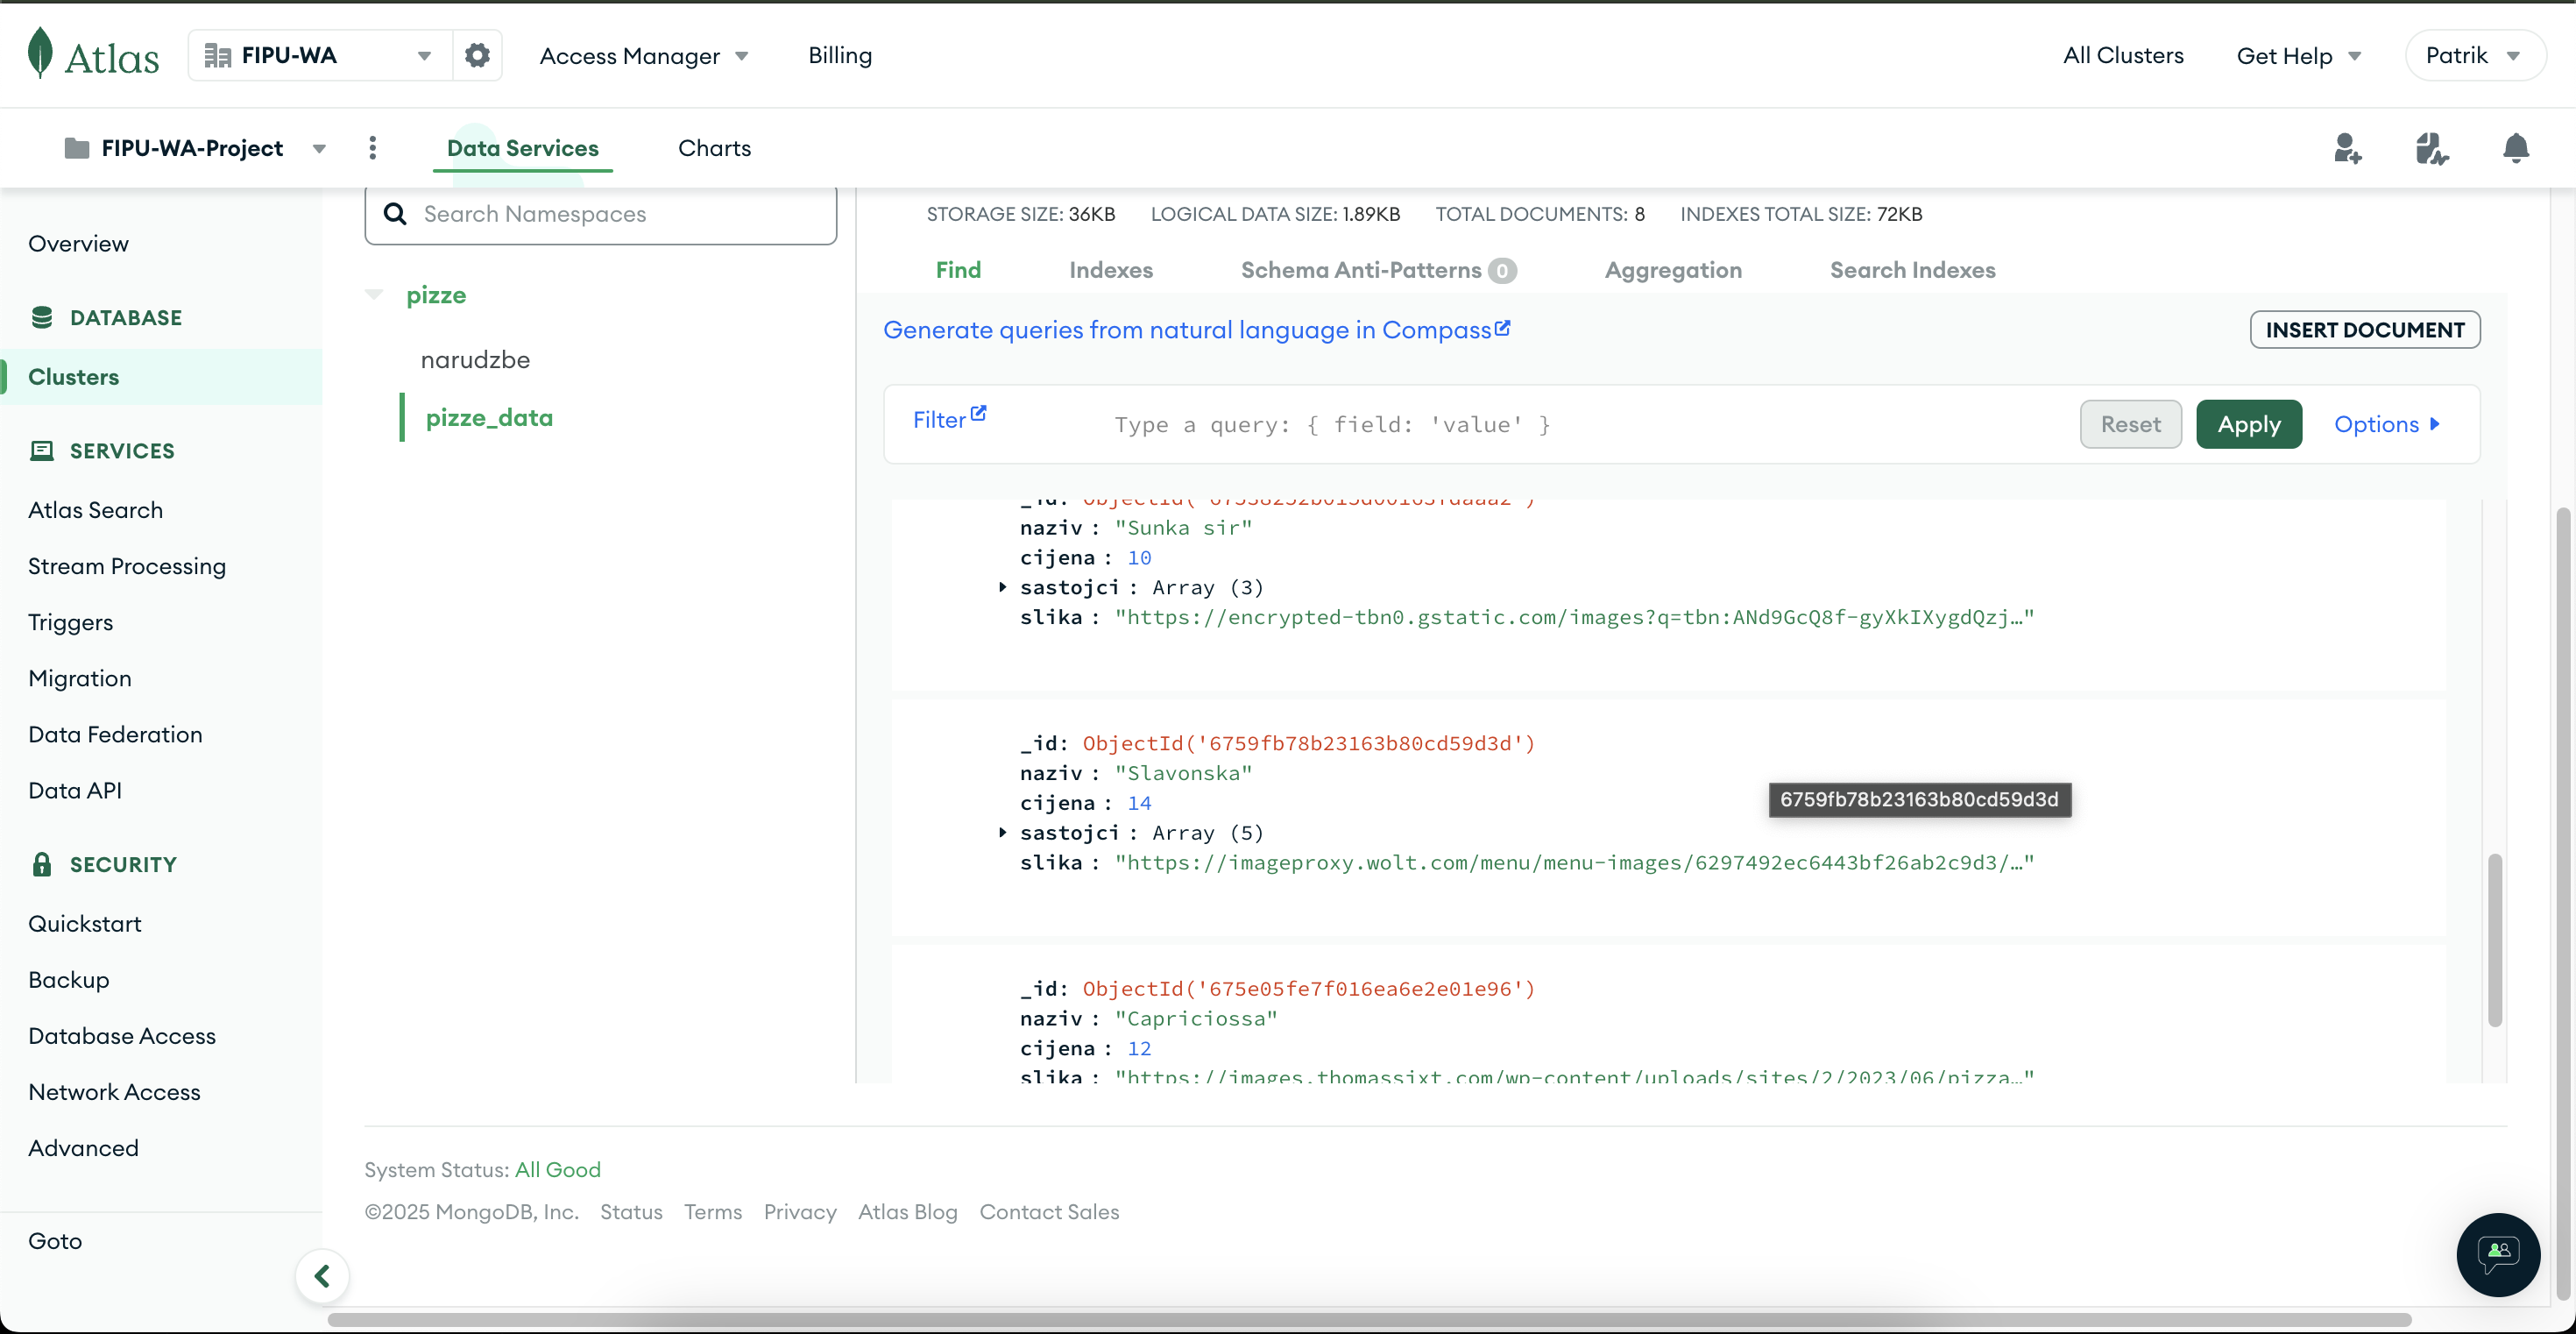 Atlas
FIPU-WA
Access Manager
Billing
All Clusters
Get Help
Patrik
FIPU-WA-Project
Data Services
Charts
Overview
DATABASE
Clusters
SERVICES
Atlas Search
Stream Processing
Triggers
Migration
Data Federation
Data API
SECURITY
Quickstart
Backup
Database Access
Network Access
Advanced
Goto
Search Namespaces
pizze
narudzbe
pizze_data
STORAGE SIZE: 36KB LOGICAL DATA SIZE: 1.89KB TOTAL DOCUMENTS: 8 INDEXES TOTAL SIZE: 72KB
Find Indexes Schema Anti-Patterns 0 Aggregation Search Indexes
Generate queries from natural language in Compass
INSERT DOCUMENT
Filter
Type a query: { field: 'value' }
Reset
Apply
Options
naziv : "Sunka sir"
cijena : 10
sastojci : Array (3)
slika : "https://encrypted-tbn0.gstatic.com/images?q=tbn:ANd9GcQ8f-gyXkIXygdQzj…"
_id: ObjectId('6759fb78b23163b80cd59d3d')
naziv : "Slavonska"
cijena : 14
6759fb78b23163b80cd59d3d
sastojci : Array (5)
slika : "https://imageproxy.wolt.com/menu/menu-images/6297492ec6443bf26ab2c9d3/…"
_id: ObjectId('675e05fe7f016ea6e2e01e96')
naziv : "Capriciossa"
cijena : 12
slika : "https://images.thomassixt.com/wp-content/uploads/sites/2/2023/06/pizza…"
System Status: All Good
©2025 MongoDB, Inc. Status Terms Privacy Atlas Blog Contact Sales